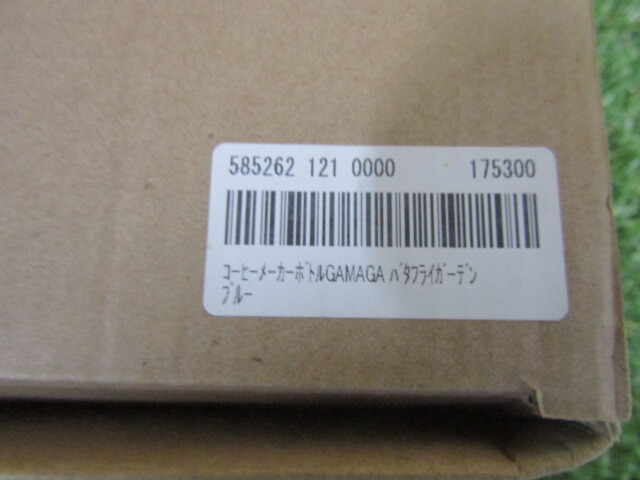 585262 121 0000 175300
ｺｰﾋｰﾒｰｶｰﾎﾞﾄﾙGAMAGA ﾊﾞﾀﾌﾗｲｶﾞｰﾃﾞﾝ
ﾌﾞﾙｰ